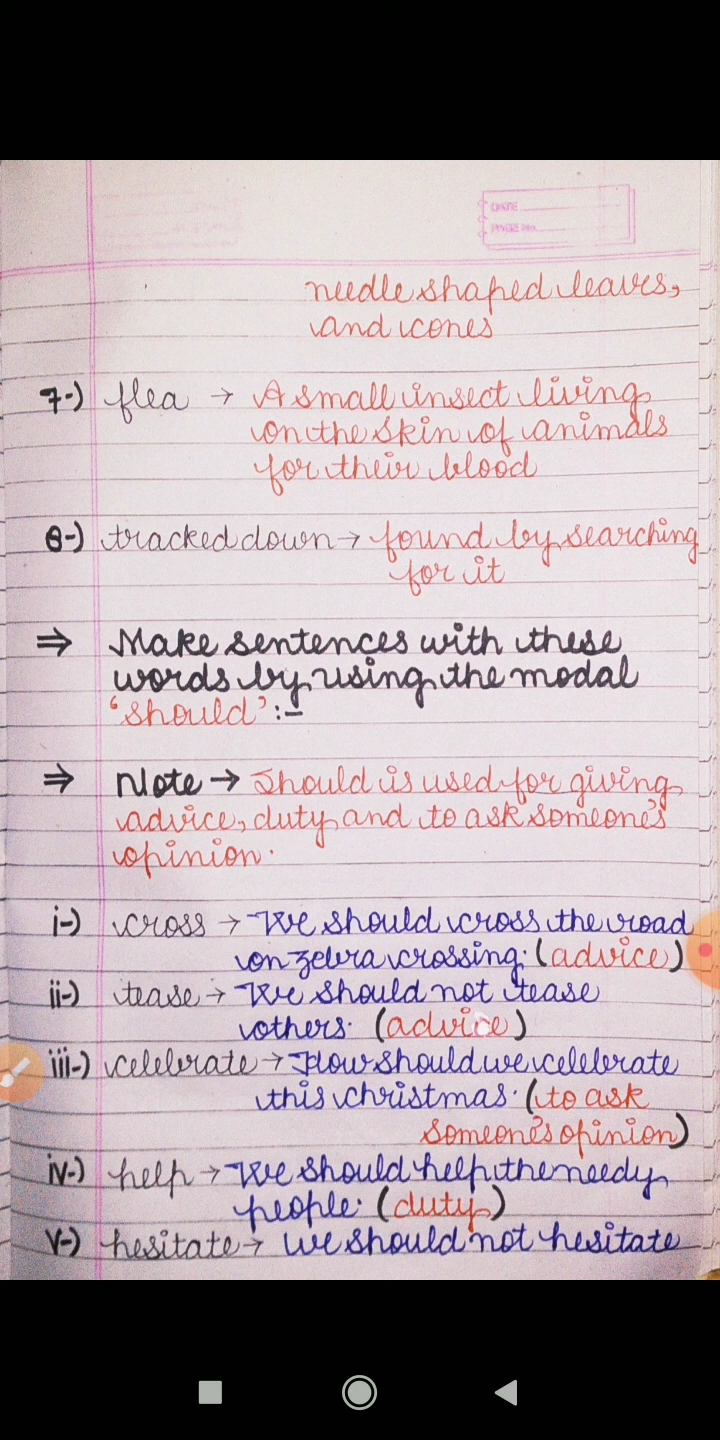 DATE
PAGE No.
needle shaped leaves,
and cones
7-) flea → A small insect living
on the skin of animals
for their blood
8-) tracked down → found by searching
for it
⇒ Make sentences with these
words by using the modal
'should' :-
⇒ Note → Should is used for giving
advice, duty and to ask someone's
opinion.
i-) cross → We should cross the road
on zebra crossing. (advice)
ii-) tease → We should not tease
others. (advice)
iii-) celebrate → How should we celebrate
this christmas. (to ask
someone's opinion)
iv-) help → We should help the needy
people. (duty)
v-) hesitate → We should not hesitate